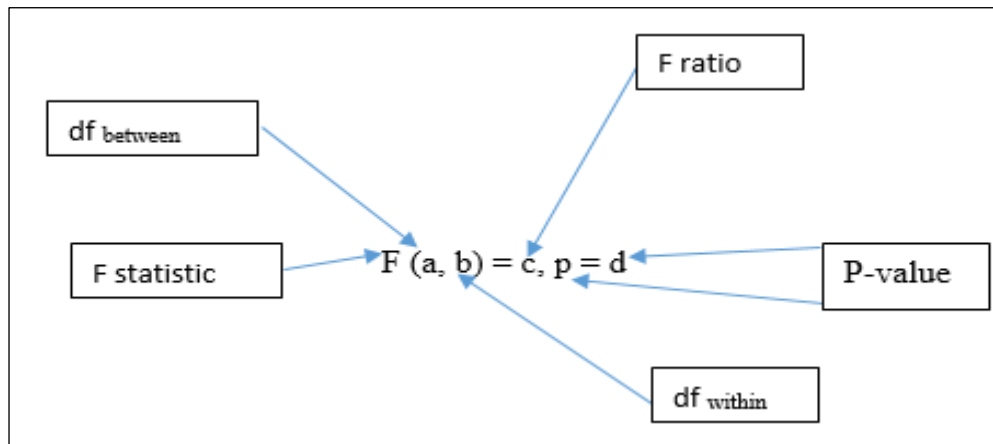 F ratio
df between
F statistic
F (a, b) = c, p = d
P-value
df within